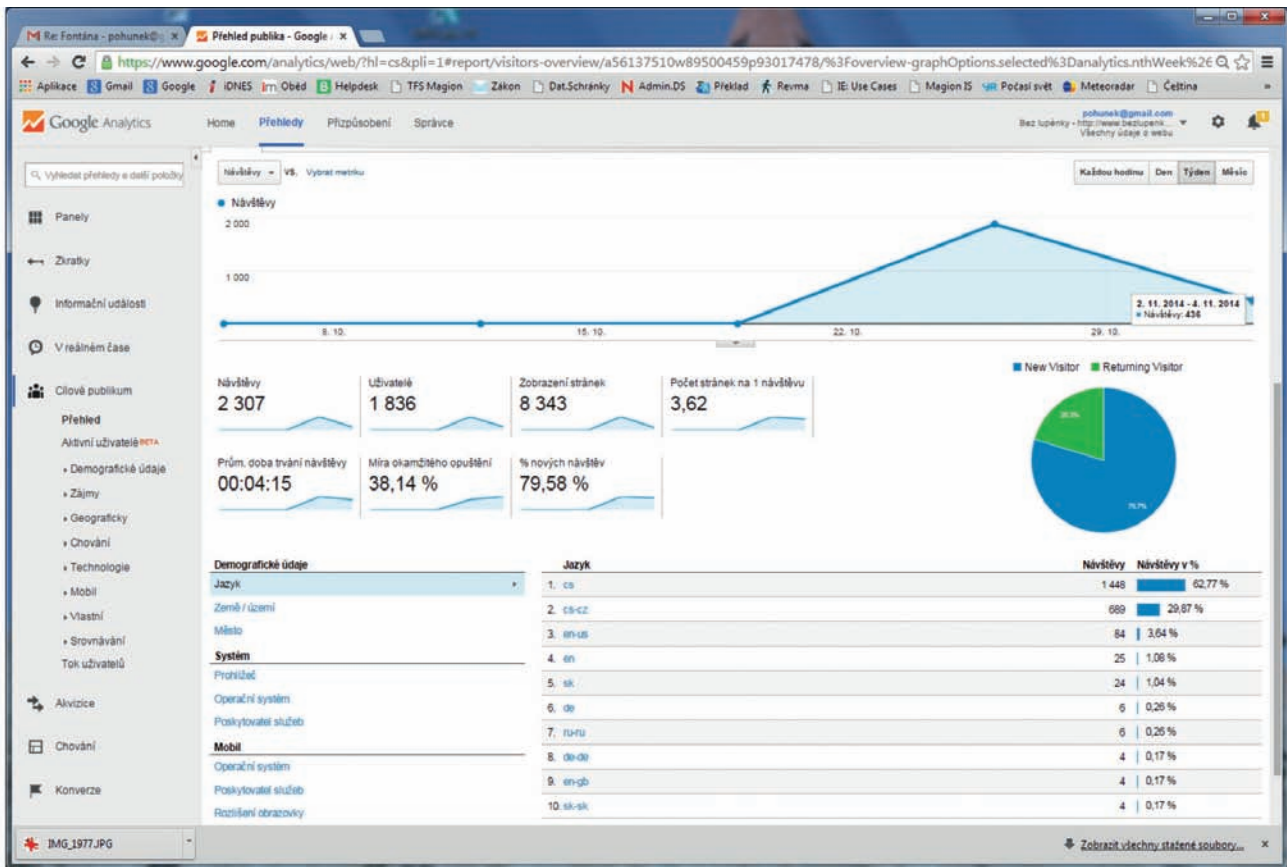 Re: Fontána - pohunek@g
Přehled publika - Google
https://www.google.com/analytics/web/?hl=cs&pli=1#report/visitors-overview/a56137510w89500459p93017478/%3Foverview-graphOptions.selected%3Danalytics.nthWeek%26
Aplikace Gmail Google iDNES Oběd Helpdesk TFS Magion Zákon Dat.Schránky Admin.DS Překlad Revma IE: Use Cases Magion IS Počasí svět Meteoradar Čeština »
Google Analytics Home Přehledy Přizpůsobení Správce
pohunek@gmail.com
Bez lupénky - http://www.bezlupenk...
Všechny údaje o webu
1
Vyhledat přehledy a další položky
Panely
Zkratky
Informační události
V reálném čase
Cílové publikum
Přehled
Aktivní uživatelé BETA
Demografické údaje
Zájmy
Geograficky
Chování
Technologie
Mobil
Vlastní
Srovnávání
Tok uživatelů
Akvizice
Chování
Konverze
Návštěvy VS. Vybrat metriku
Každou hodinu Den Týden Měsíc
Návštěvy
2 000
1 000
2. 11. 2014 - 4. 11. 2014
Návštěvy: 436
8. 10. 15. 10. 22. 10. 29. 10.
Návštěvy
2 307
Uživatelé
1 836
Zobrazení stránek
8 343
Počet stránek na 1 návštěvu
3,62
Prům. doba trvání návštěvy
00:04:15
Míra okamžitého opuštění
38,14 %
% nových návštěv
79,58 %
New Visitor Returning Visitor
20.3%
79.7%
Demografické údaje
Jazyk
Země / území
Město
Systém
Prohlížeč
Operační systém
Poskytovatel služeb
Mobil
Operační systém
Poskytovatel služeb
Rozlišení obrazovky
Jazyk Návštěvy Návštěvy v %
1. cs 1 448 62,77 %
2. cs-cz 689 29,87 %
3. en-us 84 3,64 %
4. en 25 1,08 %
5. sk 24 1,04 %
6. de 6 0,26 %
7. ru-ru 6 0,26 %
8. de-de 4 0,17 %
9. en-gb 4 0,17 %
10. sk-sk 4 0,17 %
IMG_1977.JPG
Zobrazit všechny stažené soubory...